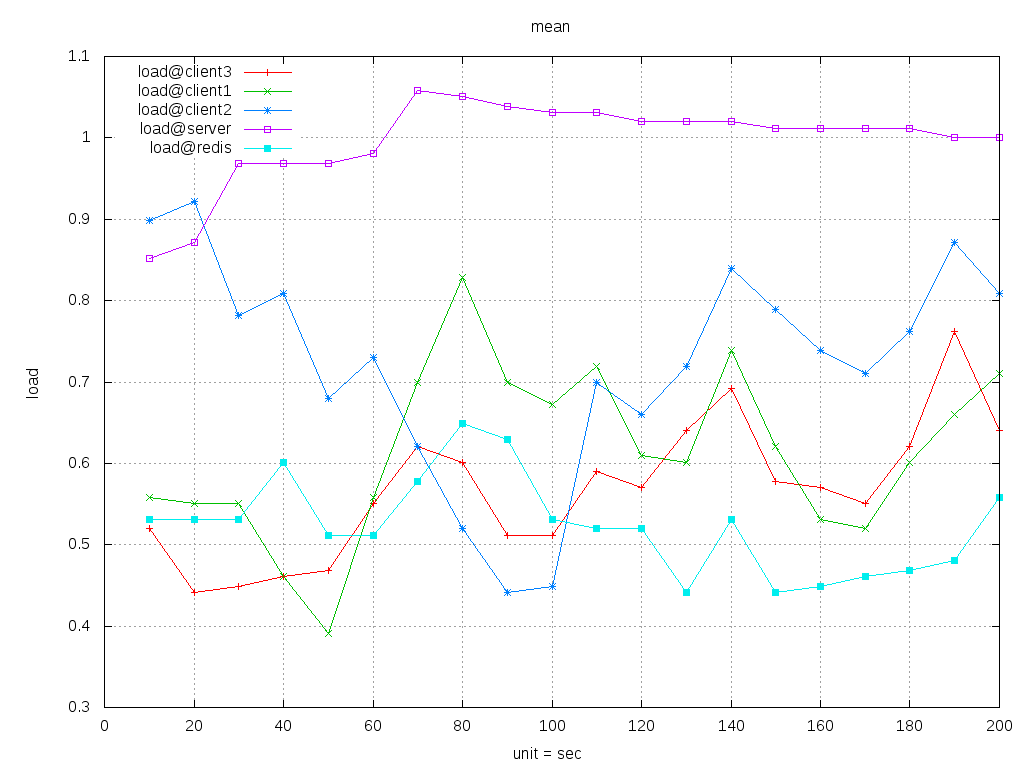 mean
1.1
1
0.9
0.8
0.7
0.6
0.5
0.4
0.3
load
load@client3
load@client1
load@client2
load@server
load@redis
0 20 40 60 80 100 120 140 160 180 200
unit = sec